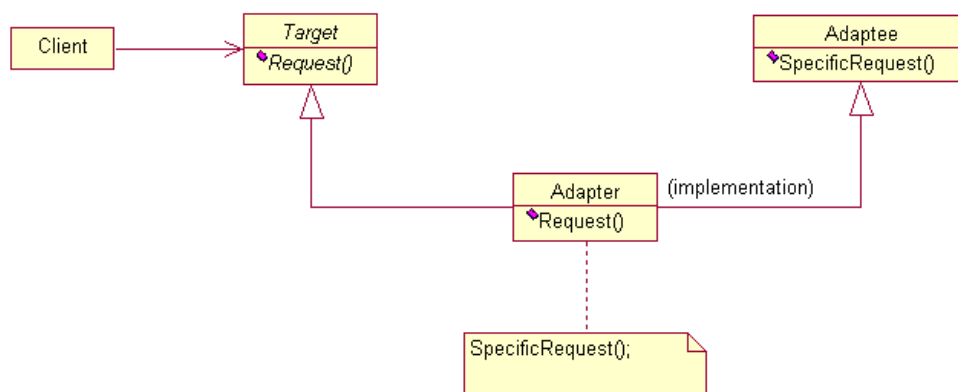 Client
Target
Request()
Adaptee
SpecificRequest()
Adapter
Request()
(implementation)
SpecificRequest();